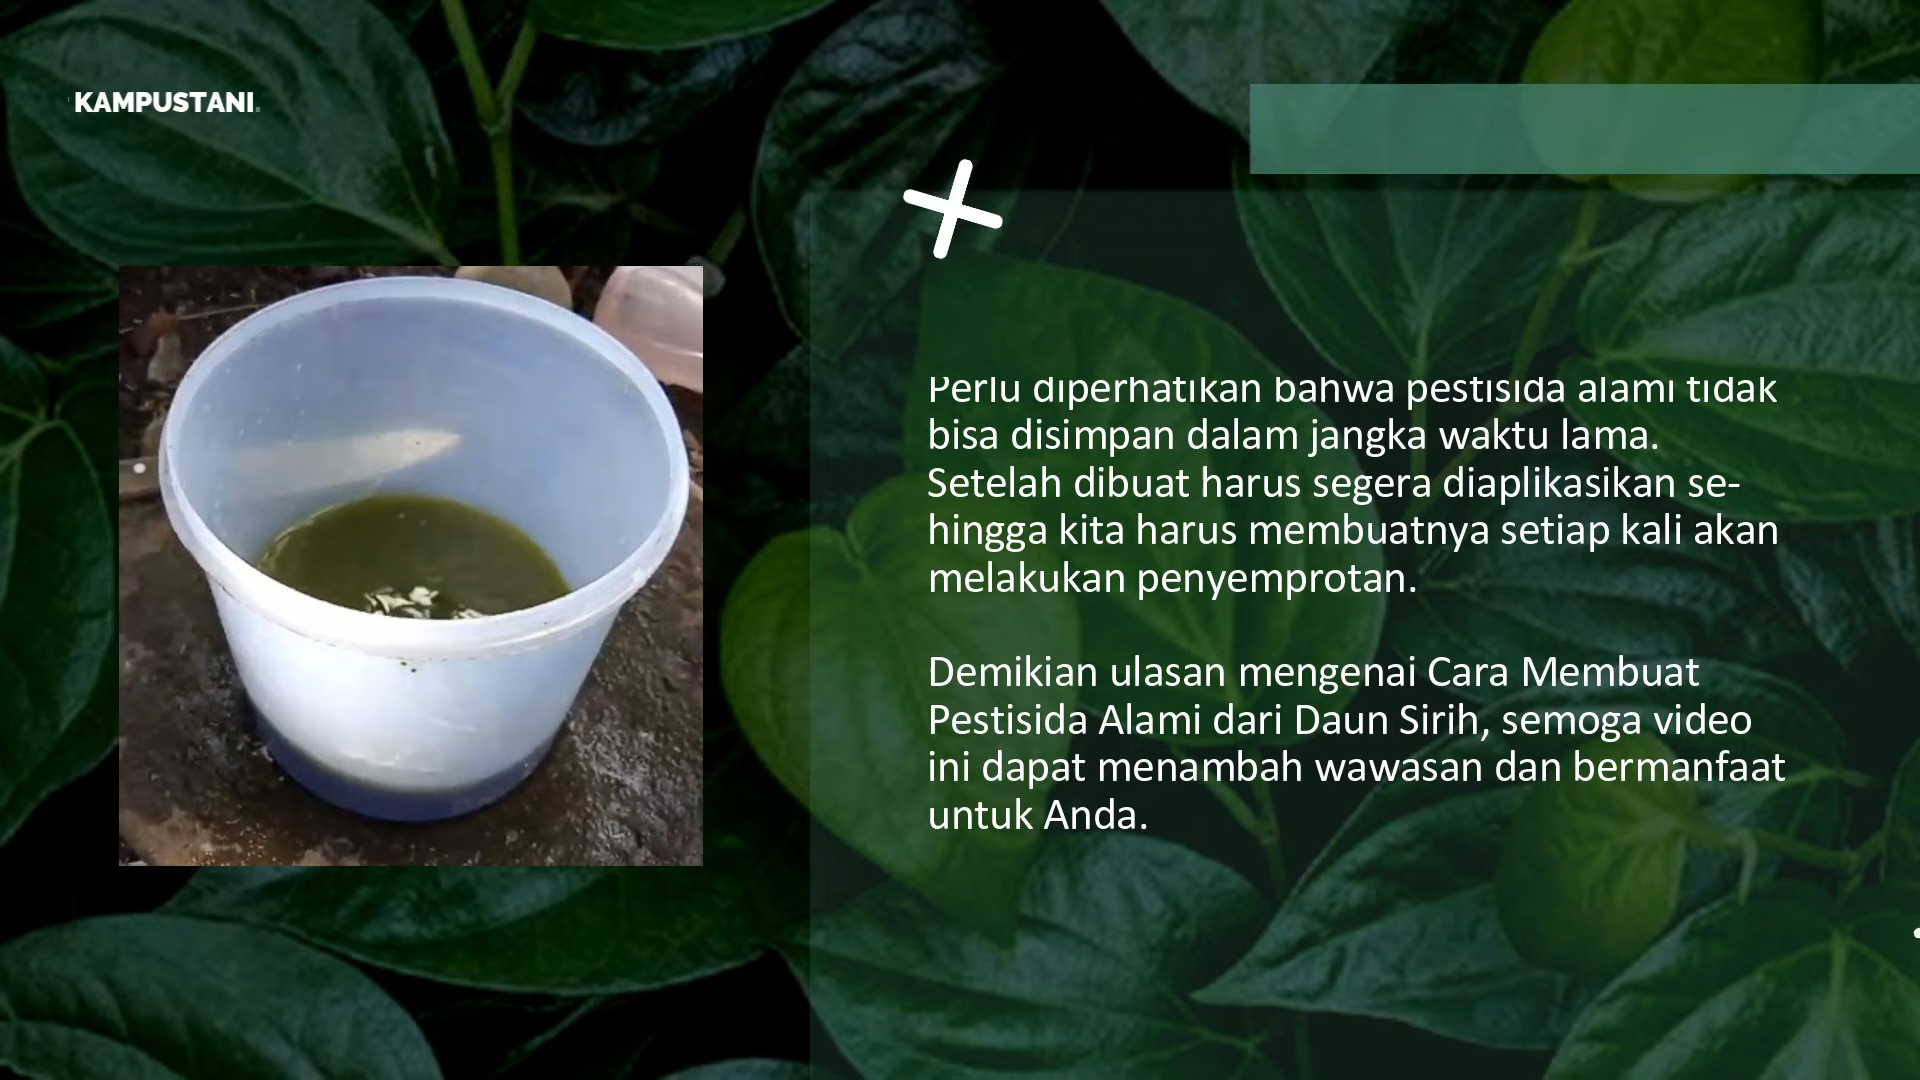 KAMPUSTANI.
Perlu diperhatikan bahwa pestisida alami tidak
bisa disimpan dalam jangka waktu lama.
Setelah dibuat harus segera diaplikasikan se-
hingga kita harus membuatnya setiap kali akan
melakukan penyemprotan.
Demikian ulasan mengenai Cara Membuat
Pestisida Alami dari Daun Sirih, semoga video
ini dapat menambah wawasan dan bermanfaat
untuk Anda.